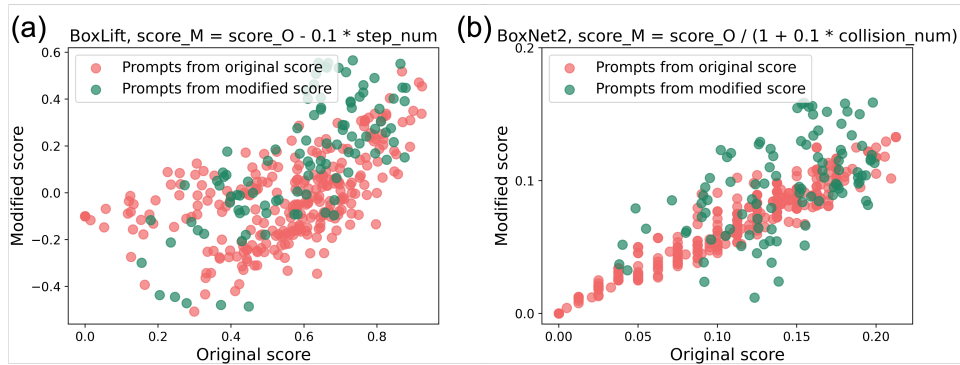 (a)
BoxLift, score_M = score_O - 0.1 * step_num
Prompts from original score
Prompts from modified score
0.6
0.4
0.2
0.0
−0.2
−0.4
Modified score
0.0 0.2 0.4 0.6 0.8
Original score
(b)
BoxNet2, score_M = score_O / (1 + 0.1 * collision_num)
Prompts from original score
Prompts from modified score
0.2
0.1
0.0
Modified score
0.00 0.05 0.10 0.15 0.20
Original score